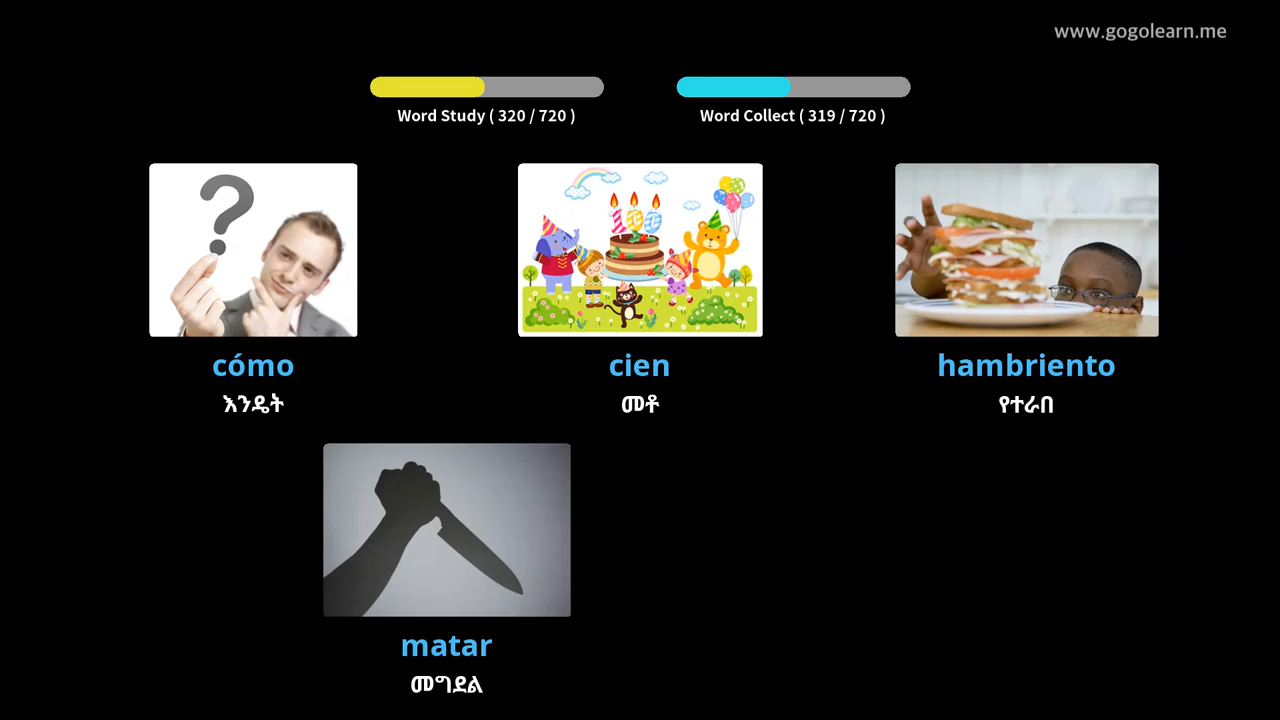 www.gogolearn.me
Word Study ( 320 / 720 )
Word Collect ( 319 / 720 )
100
cómo
cien
hambriento
እንዴት
መቶ
የተራበ
matar
መግደል